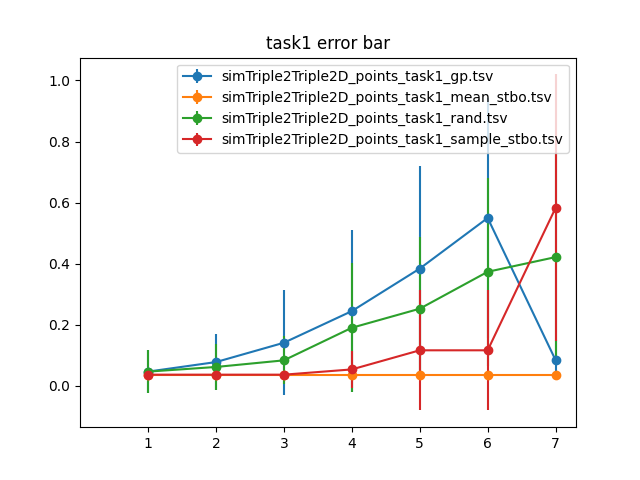 task1 error bar
simTriple2Triple2D_points_task1_gp.tsv
simTriple2Triple2D_points_task1_mean_stbo.tsv
simTriple2Triple2D_points_task1_rand.tsv
simTriple2Triple2D_points_task1_sample_stbo.tsv
1.0
0.8
0.6
0.4
0.2
0.0
1 2 3 4 5 6 7